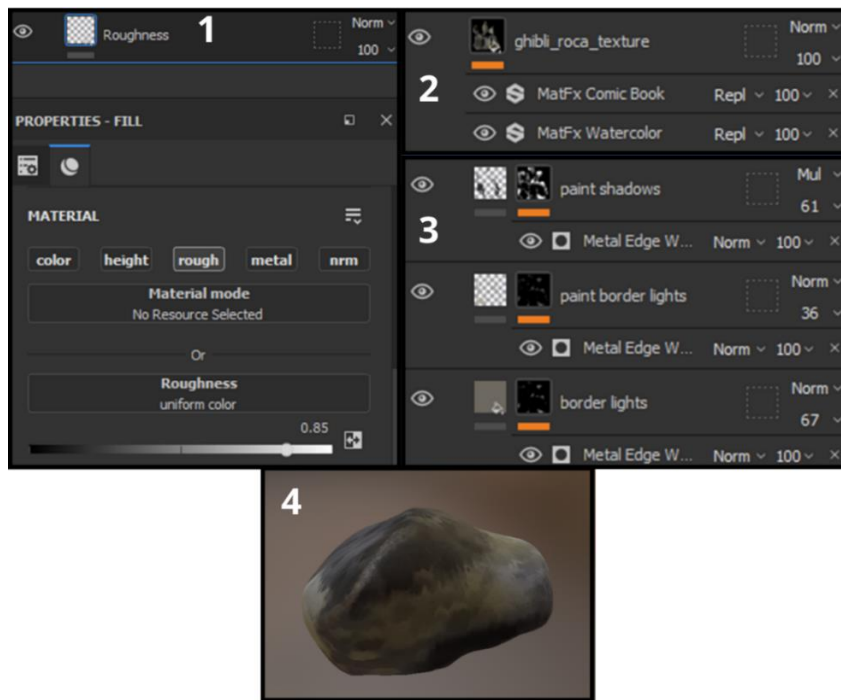 1
Roughness
Norm
100
PROPERTIES - FILL
MATERIAL
color height rough metal nrm
Material mode
No Resource Selected
Or
Roughness
uniform color
0.85
2
ghibli_roca_texture
Norm
100
MatFx Comic Book Repl 100
MatFx Watercolor Repl 100
3
paint shadows
Mul
61
Metal Edge W... Norm 100
paint border lights
Norm
36
Metal Edge W... Norm 100
border lights
Norm
67
Metal Edge W... Norm 100
4